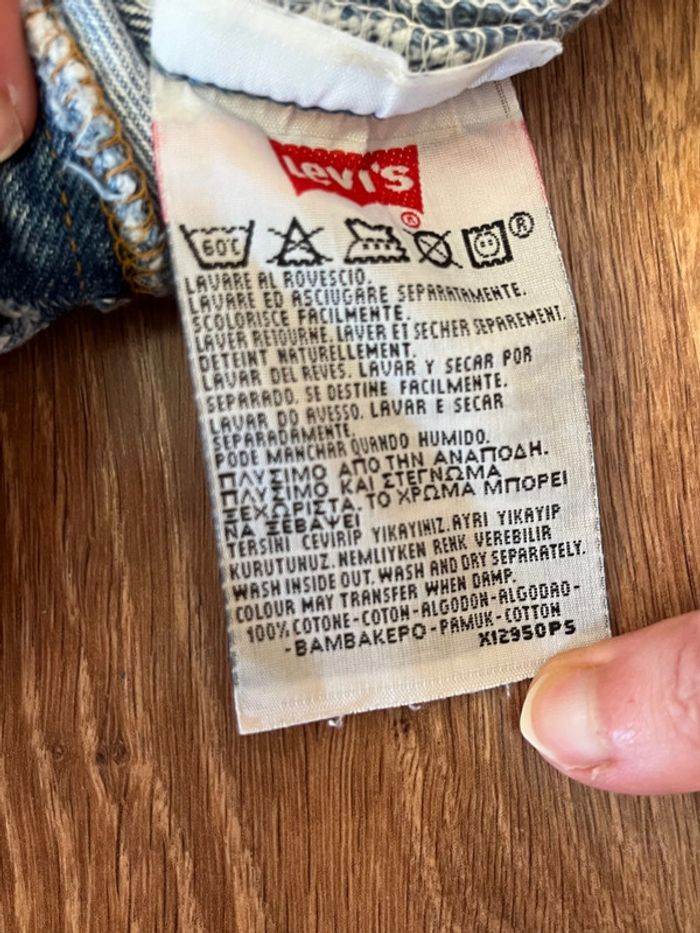 Levi's ®
60°C ®
LAVARE AL ROVESCIO.
LAVARE ED ASCIUGARE SEPARATAMENTE.
SCOLORISCE FACILMENTE.
LAVER RETOURNE. LAVER ET SECHER SEPAREMENT.
DETEINT NATURELLEMENT.
LAVAR DEL REVES. LAVAR Y SECAR POR
SEPARADO. SE DESTINE FACILMENTE.
LAVAR DO AVESSO. LAVAR E SECAR
SEPARADAMENTE.
PODE MANCHAR QUANDO HUMIDO.
ΠΛΥΣΙΜΟ ΑΠΟ ΤΗΝ ΑΝΑΠΟΔΗ.
ΠΛΥΣΙΜΟ ΚΑΙ ΣΤΕΓΝΩΜΑ
ΞΕΧΩΡΙΣΤΑ. ΤΟ ΧΡΩΜΑ ΜΠΟΡΕΙ
ΝΑ ΞΕΒΑΨΕΙ
TERSINI CEVIRIP YIKAYINIZ. AYRI YIKAYIP
KURUTUNUZ. NEMLIYKEN RENK VEREBILIR
WASH INSIDE OUT. WASH AND DRY SEPARATELY.
COLOUR MAY TRANSFER WHEN DAMP.
100% COTONE-COTON-ALGODON-ALGODAO-
-BAMBAKEPO-PAMUK-COTTON
X12950PS